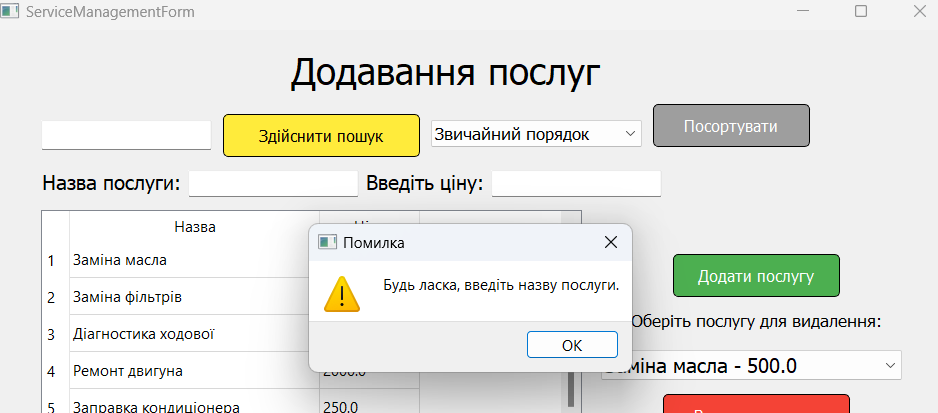 ServiceManagementForm
Додавання послуг
Здійснити пошук
Звичайний порядок
Посортувати
Назва послуги:
Введіть ціну:
Назва
Помилка
Будь ласка, введіть назву послуги.
OK
1 Заміна масла
2 Заміна фільтрів
3 Діагностика ходової
4 Ремонт двигуна 2000.0
5 Заправка кондиціонера 250.0
Додати послугу
Оберіть послугу для видалення:
Заміна масла - 500.0